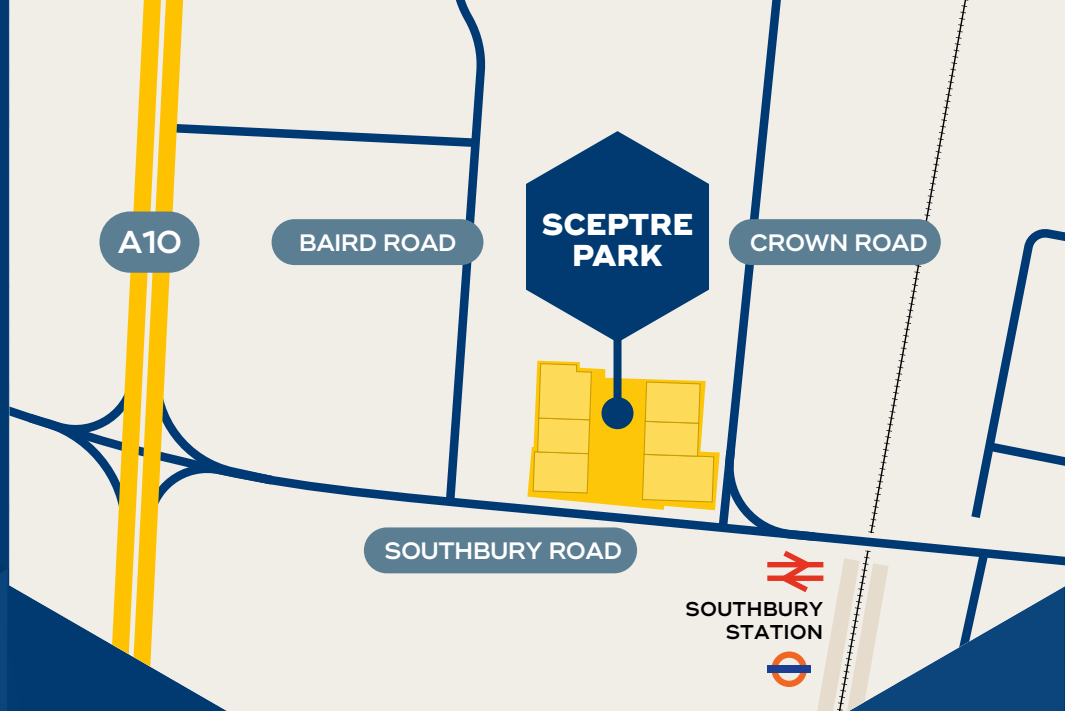 A10
BAIRD ROAD
SCEPTRE
PARK
CROWN ROAD
SOUTHBURY ROAD
SOUTHBURY
STATION